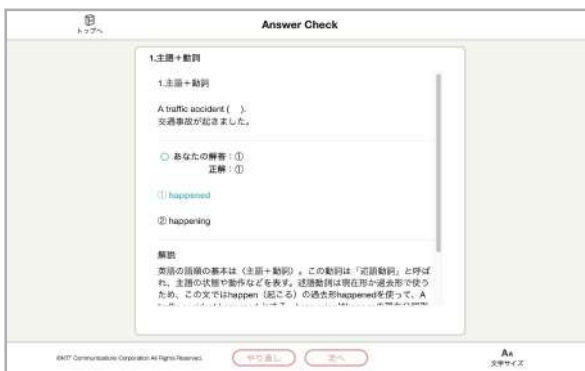 トップへ
Answer Check
1.主語+動詞
1.主語+動詞
A traffic accident (　).
交通事故が起きました。
○ あなたの解答:①
正解:①
① happened
② happening
解説
英語の語順の基本は〈主語+動詞〉。この動詞は「述語動詞」と呼ば
れ、主語の状態や動作などを表す。述語動詞は現在形か過去形で使う
ため、この文ではhappen(起こる)の過去形happenedを使って、A
©NTT Communications Corporation All Rights Reserved.
やり直し
次へ
AA
文字サイズ